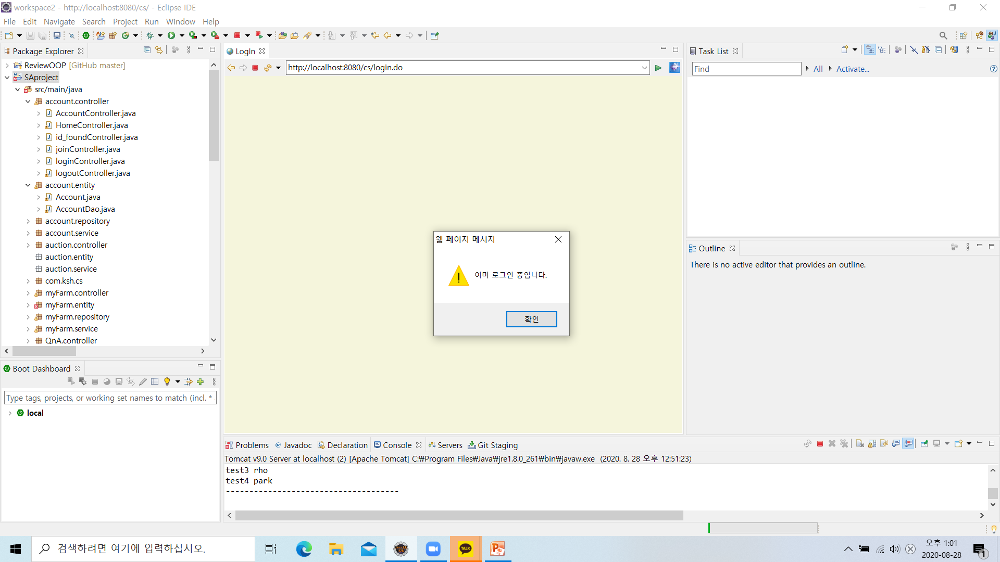 workspace2 - http://localhost:8080/cs/ - Eclipse IDE
File Edit Navigate Search Project Run Window Help
Package Explorer
ReviewOOP [GitHub master]
SAproject
src/main/java
account.controller
AccountController.java
HomeController.java
id_foundController.java
joinController.java
loginController.java
logoutController.java
account.entity
Account.java
AccountDao.java
account.repository
account.service
auction.controller
auction.entity
auction.service
com.ksh.cs
myFarm.controller
myFarm.entity
myFarm.repository
myFarm.service
QnA.controller
Boot Dashboard
Type tags, projects, or working set names to match (incl. *
local
LogIn
http://localhost:8080/cs/login.do
웹 페이지 메시지
이미 로그인 중입니다.
확인
Task List
Find All Activate...
Outline
There is no active editor that provides an outline.
Problems Javadoc Declaration Console Servers Git Staging
Tomcat v9.0 Server at localhost (2) [Apache Tomcat] C:₩Program Files₩Java₩jre1.8.0_261₩bin₩javaw.exe (2020. 8. 28 오후 12:51:23)
test3 rho
test4 park
-------------------------------------
검색하려면 여기에 입력하십시오.
TALK
오후 1:01
2020-08-28
1